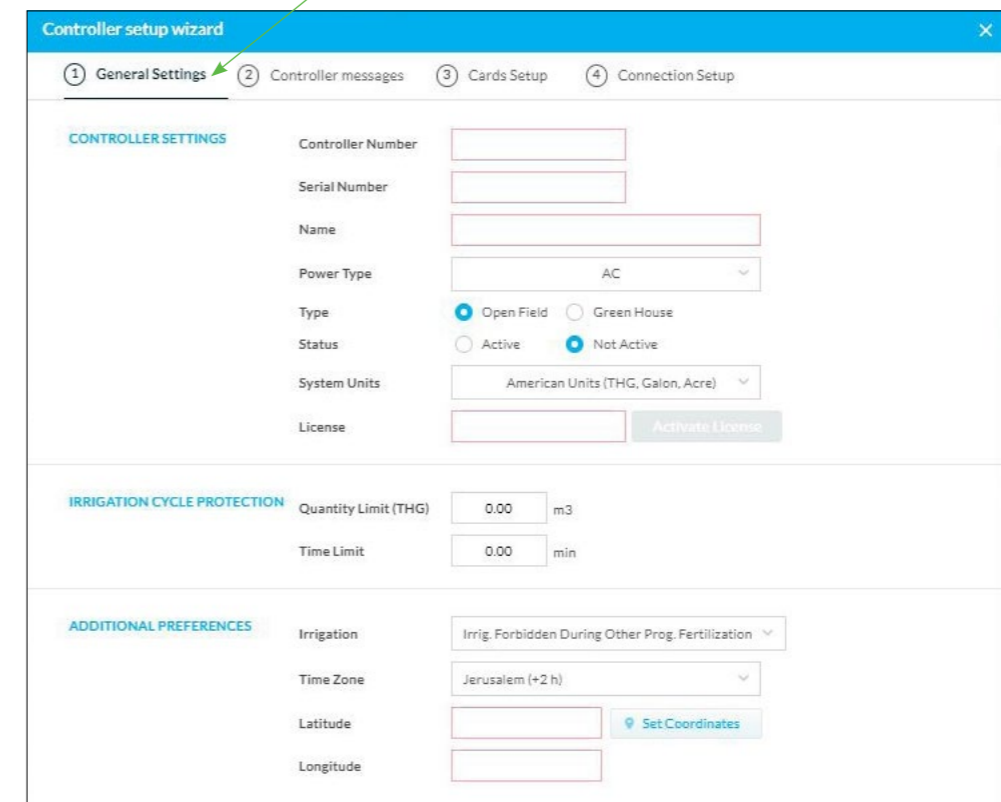 Controller setup wizard
1 General Settings 2 Controller messages 3 Cards Setup 4 Connection Setup
CONTROLLER SETTINGS
Controller Number
Serial Number
Name
Power Type AC
Type Open Field Green House
Status Active Not Active
System Units American Units (THG, Galon, Acre)
License Activate License
IRRIGATION CYCLE PROTECTION
Quantity Limit (THG) 0.00 m3
Time Limit 0.00 min
ADDITIONAL PREFERENCES
Irrigation Irrig. Forbidden During Other Prog. Fertilization
Time Zone Jerusalem (+2 h)
Latitude Set Coordinates
Longitude